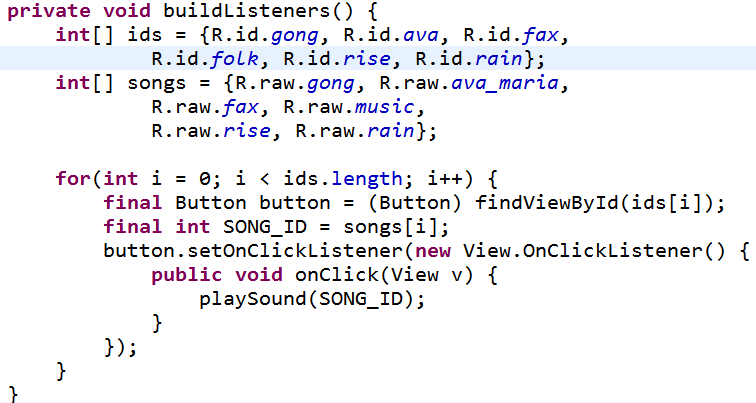 private void buildListeners() {
    int[] ids = {R.id.gong, R.id.ava, R.id.fax,
            R.id.folk, R.id.rise, R.id.rain};
    int[] songs = {R.raw.gong, R.raw.ava_maria,
            R.raw.fax, R.raw.music,
            R.raw.rise, R.raw.rain};

    for(int i = 0; i < ids.length; i++) {
        final Button button = (Button) findViewById(ids[i]);
        final int SONG_ID = songs[i];
        button.setOnClickListener(new View.OnClickListener() {
            public void onClick(View v) {
                playSound(SONG_ID);
            }
        });
    }
}